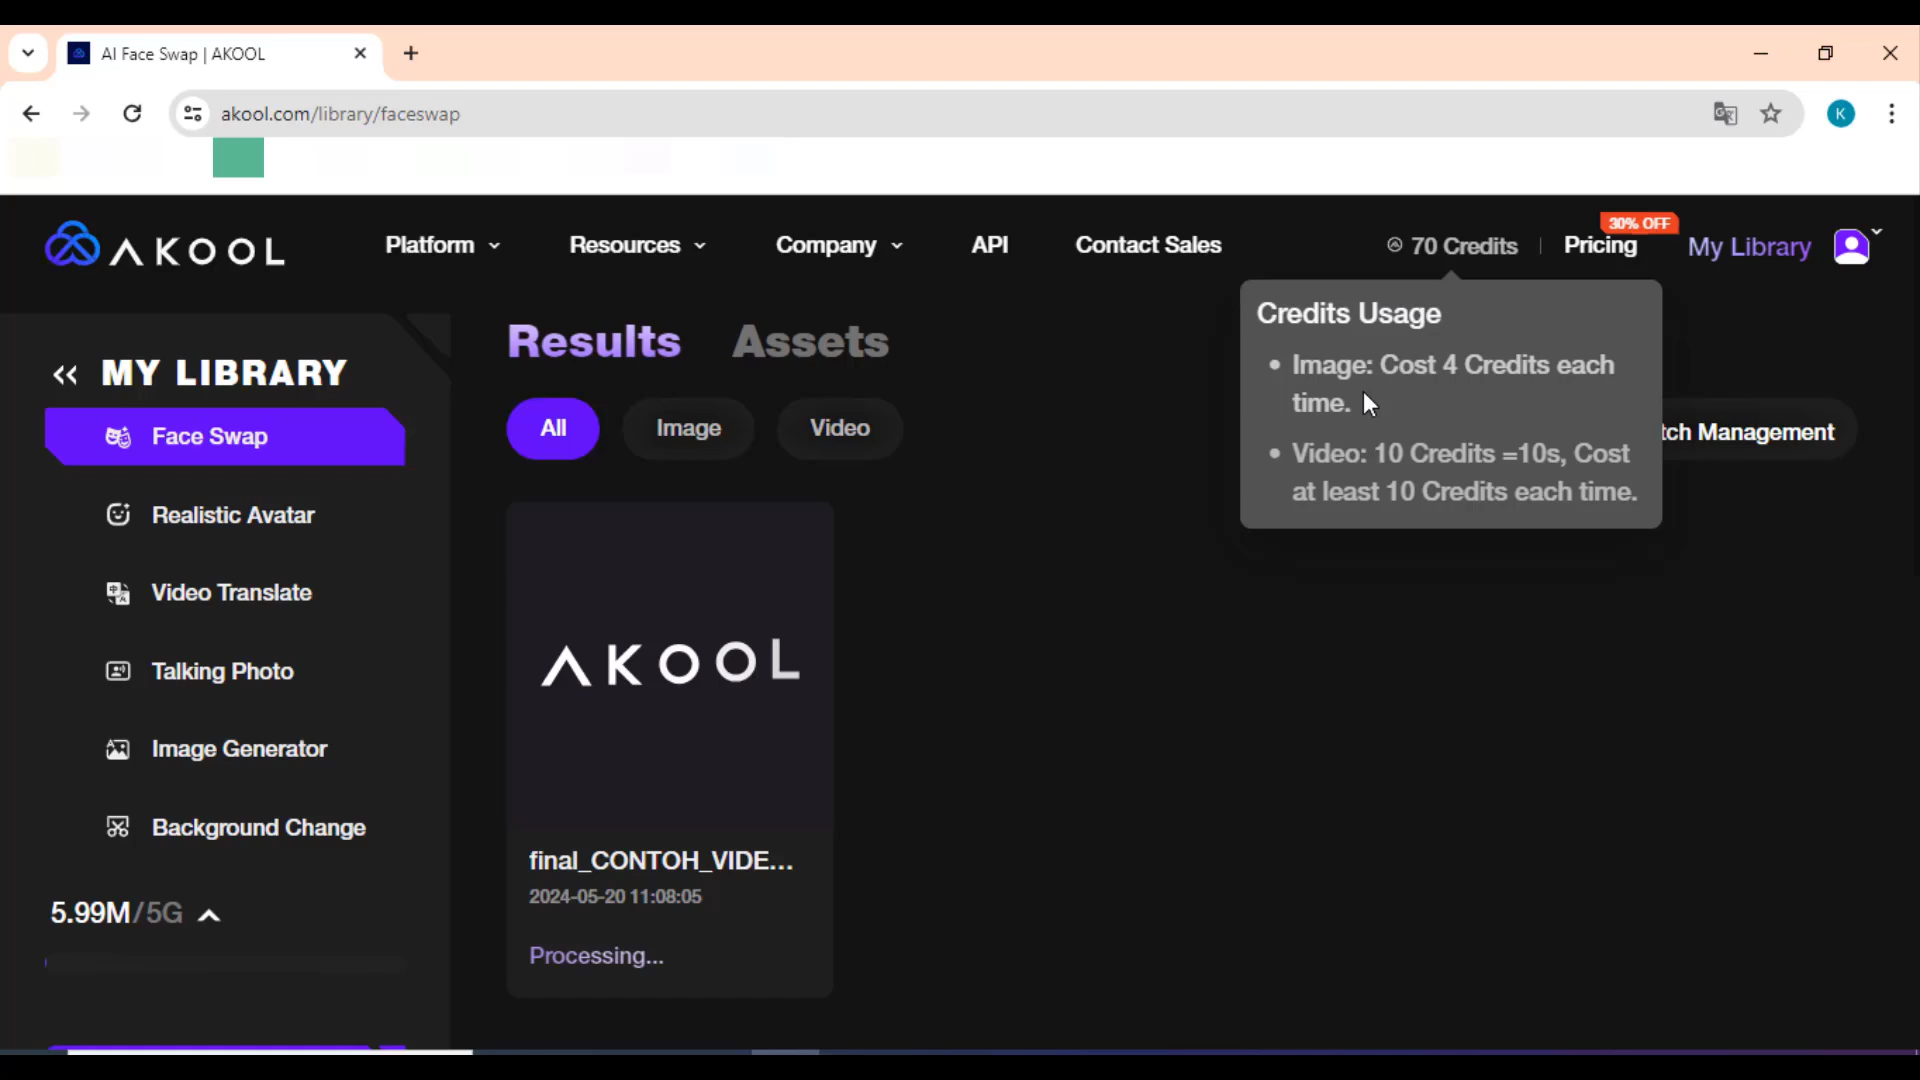 AI Face Swap | AKOOL
akool.com/library/faceswap
K
AKOOL
Platform
Resources
Company
API
Contact Sales
70 Credits
30% OFF
Pricing
My Library
Credits Usage
Image: Cost 4 Credits each
time.
Video: 10 Credits =10s, Cost
at least 10 Credits each time.
MY LIBRARY
Face Swap
Realistic Avatar
Video Translate
Talking Photo
Image Generator
Background Change
5.99M/5G
Results
Assets
All
Image
Video
tch Management
AKOOL
final_CONTOH_VIDE...
2024-05-20 11:08:05
Processing...